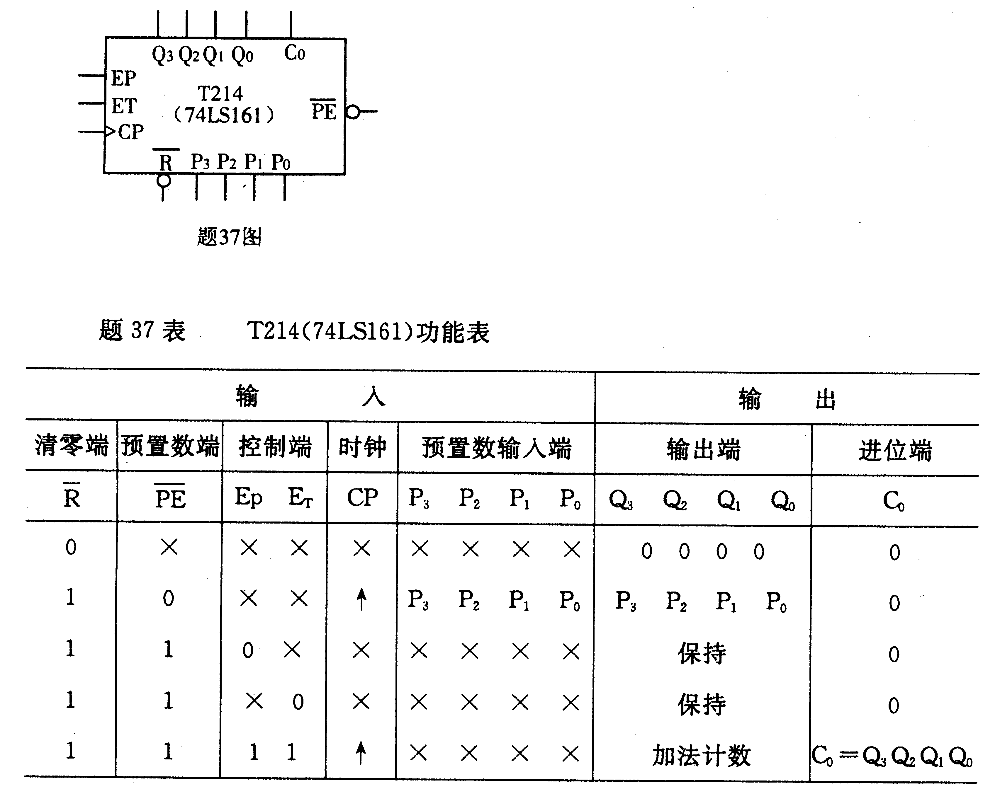 Q3 Q2 Q1 Q0 C0
EP
T214
ET
(74LS161)
P̅E̅
CP
R̅ P3 P2 P1 P0
题37图
题 37 表 T214(74LS161)功能表
输 入 输 出
清零端 预置数端 控制端 时钟 预置数输入端 输出端 进位端
R̅ P̅E̅ Ep ET CP P3 P2 P1 P0 Q3 Q2 Q1 Q0 C0
0 × × × × × × × × 0 0 0 0 0
1 0 × × ↑ P3 P2 P1 P0 P3 P2 P1 P0 0
1 1 0 × × × × × × 保持 0
1 1 × 0 × × × × × 保持 0
1 1 1 1 ↑ × × × × 加法计数 C0=Q3Q2Q1Q0